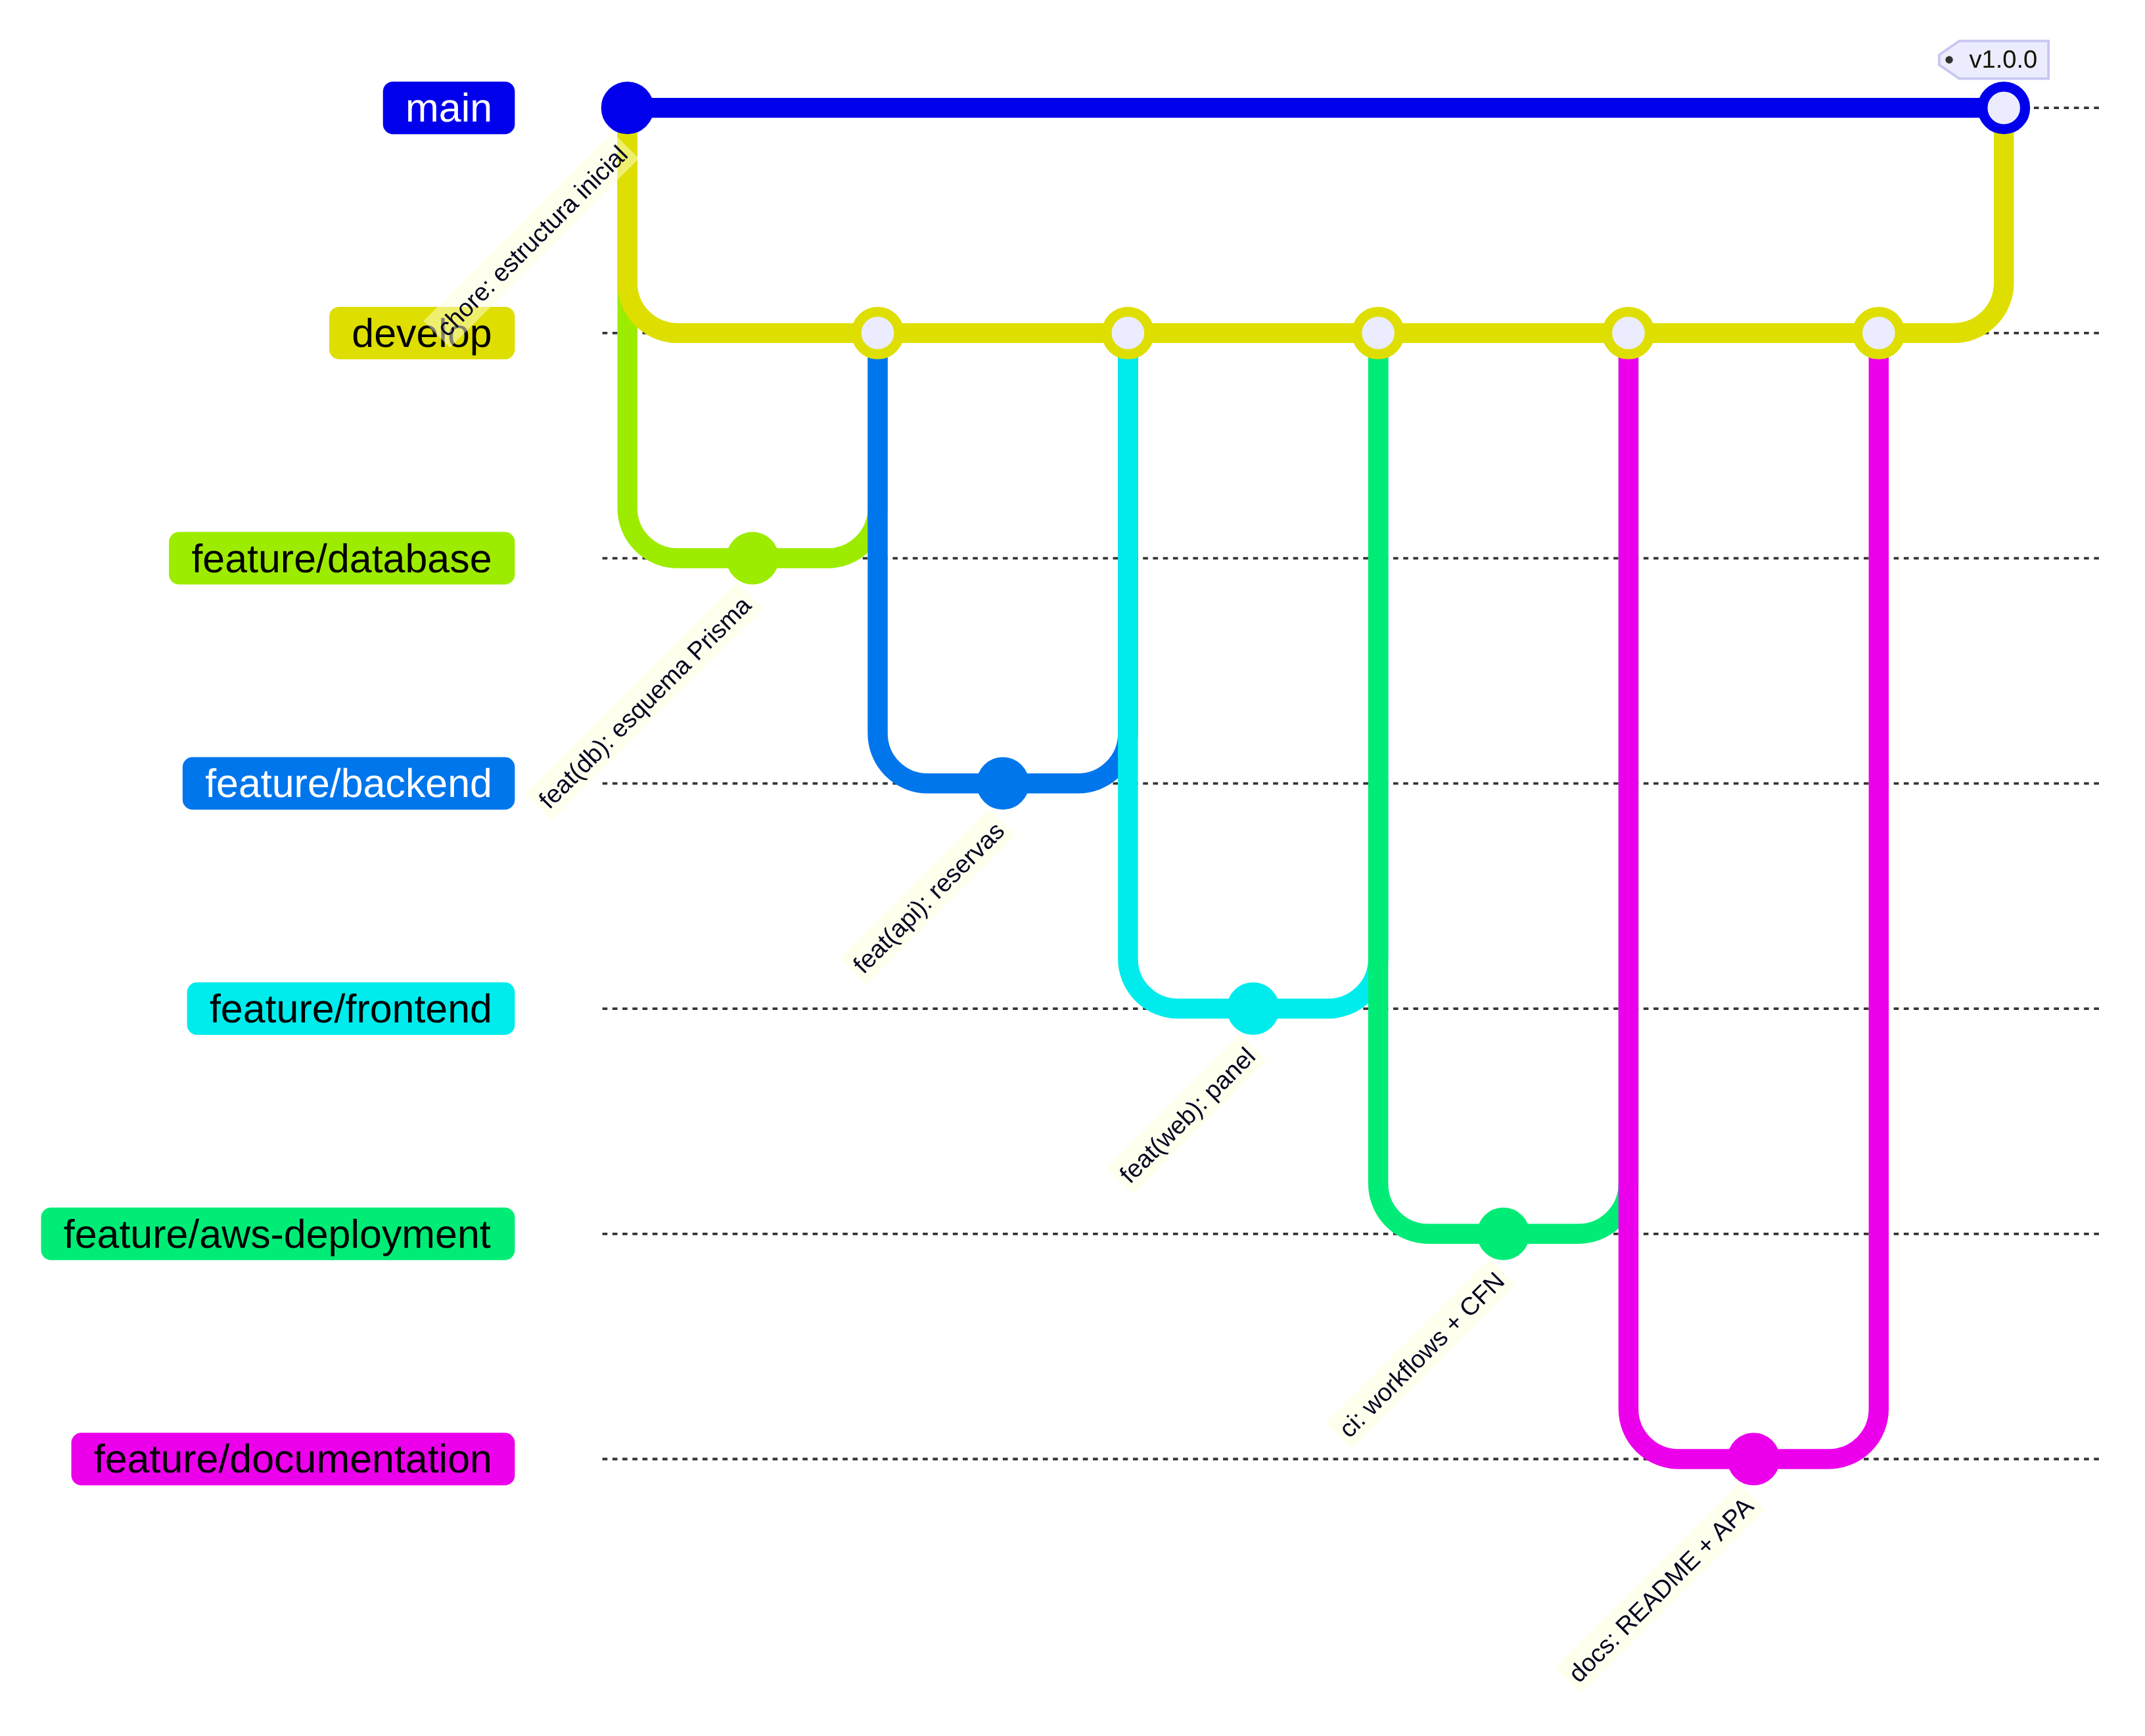 v1.0.0
main
chore: estructura inicial
develop
feature/database
feat(db): esquema Prisma
feature/backend
feat(api): reservas
feature/frontend
feat(web): panel
feature/aws-deployment
ci: workflows + CFN
feature/documentation
docs: README + APA